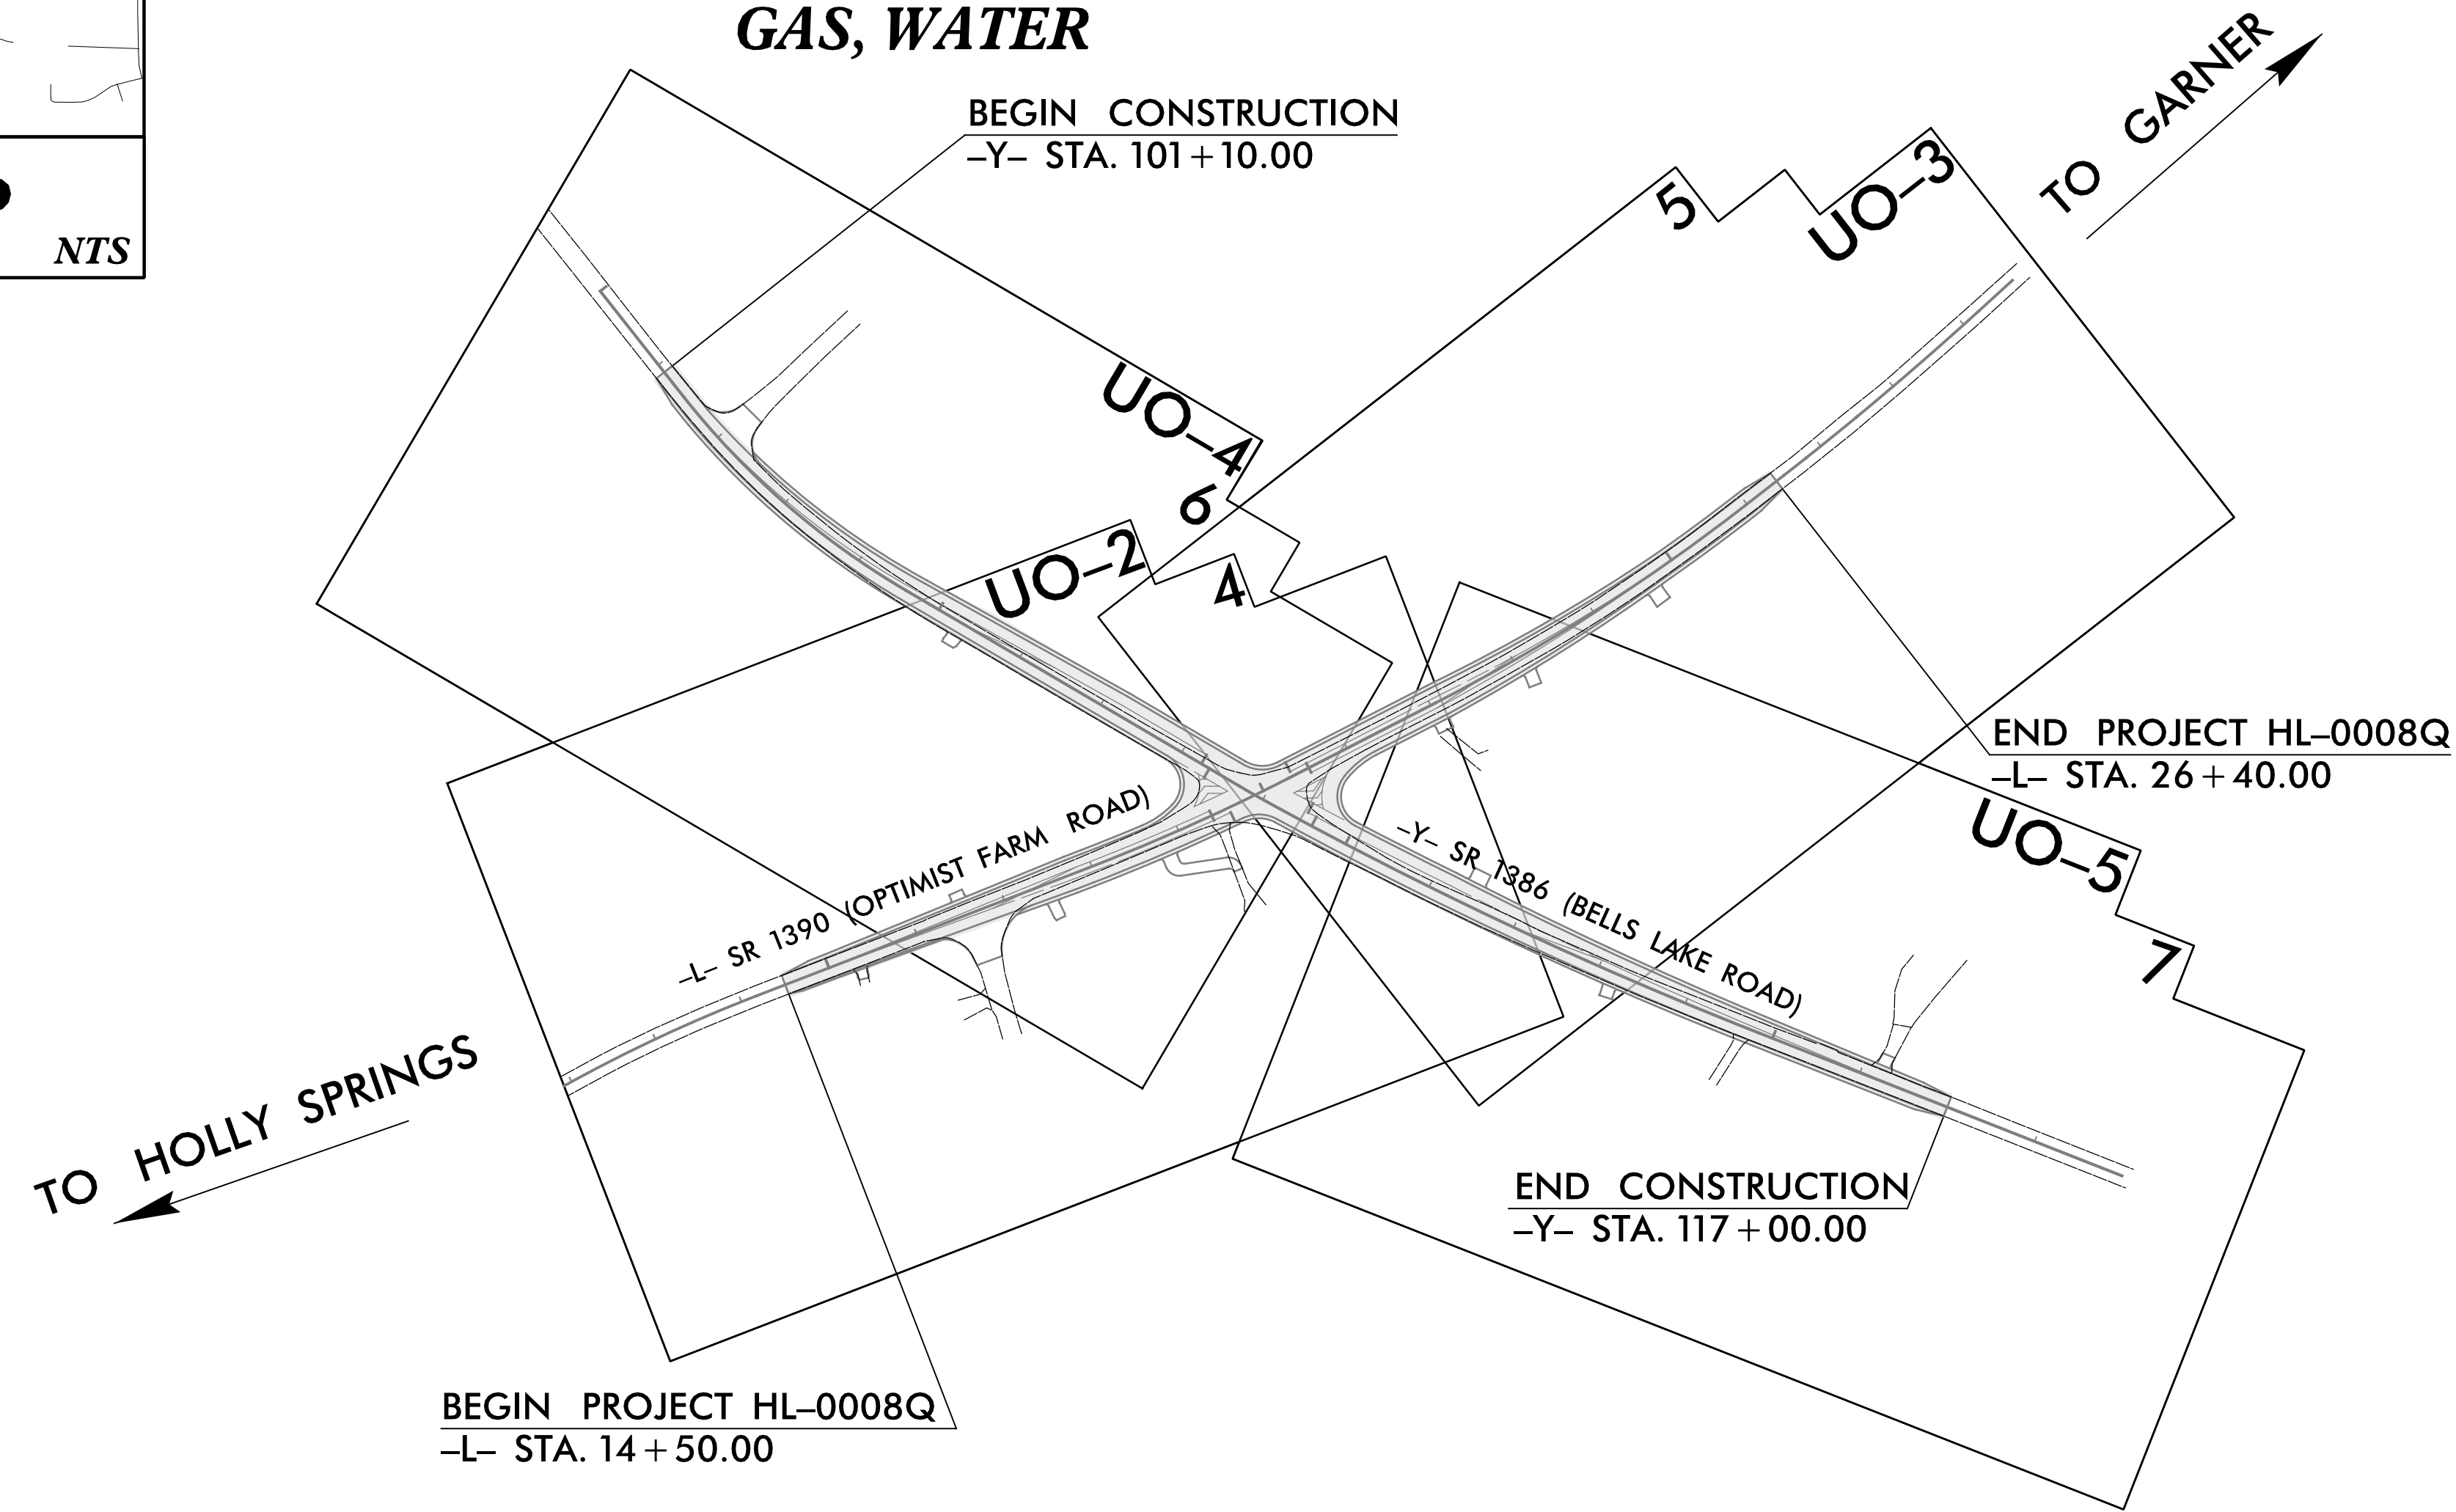 GAS, WATER
BEGIN CONSTRUCTION
–Y– STA. 101+10.00
TO GARNER
NTS
5
UO–3
UO–4
6
UO–2
4
END PROJECT HL–0008Q
–L– STA. 26+40.00
UO–5
7
–L– SR 1390 (OPTIMIST FARM ROAD)
–Y– SR 1386 (BELLS LAKE ROAD)
TO HOLLY SPRINGS
END CONSTRUCTION
–Y– STA. 117+00.00
BEGIN PROJECT HL–0008Q
–L– STA. 14+50.00